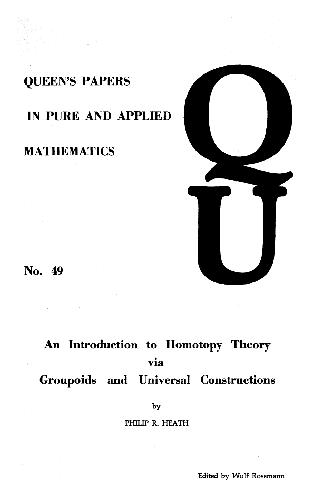 QUEEN'S PAPERS
IN PURE AND APPLIED
MATHEMATICS
QU
No. 49
An Introduction to Homotopy Theory
via
Groupoids and Universal Constructions
by
PHILIP R. HEATH
Edited by Wulf Rossmann